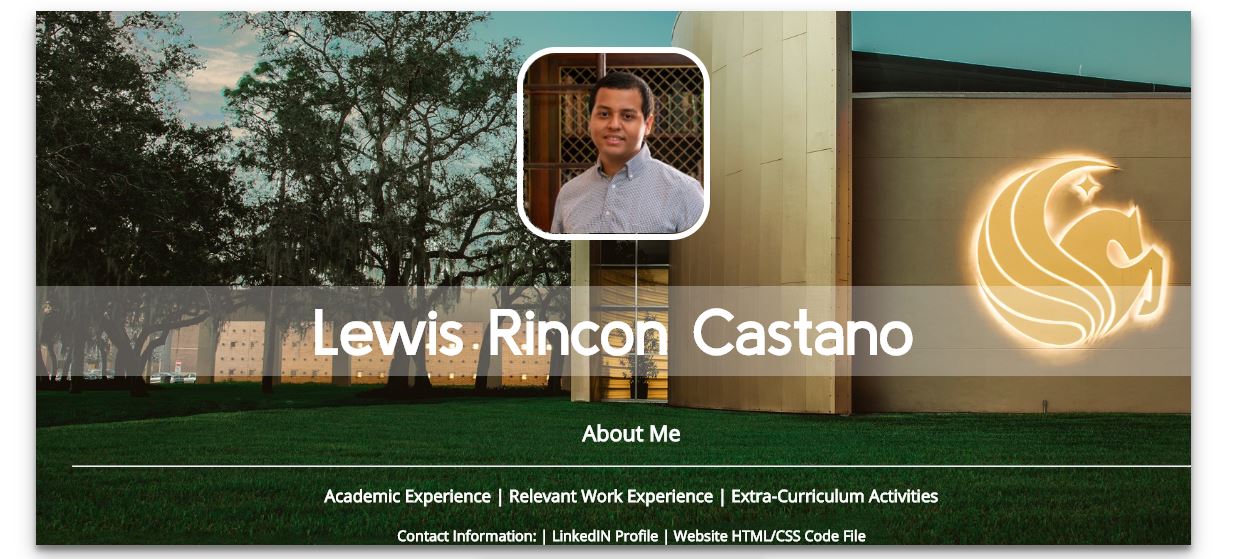 Lewis Rincon Castano
About Me
Academic Experience | Relevant Work Experience | Extra-Curriculum Activities
Contact Information: | LinkedIN Profile | Website HTML/CSS Code File